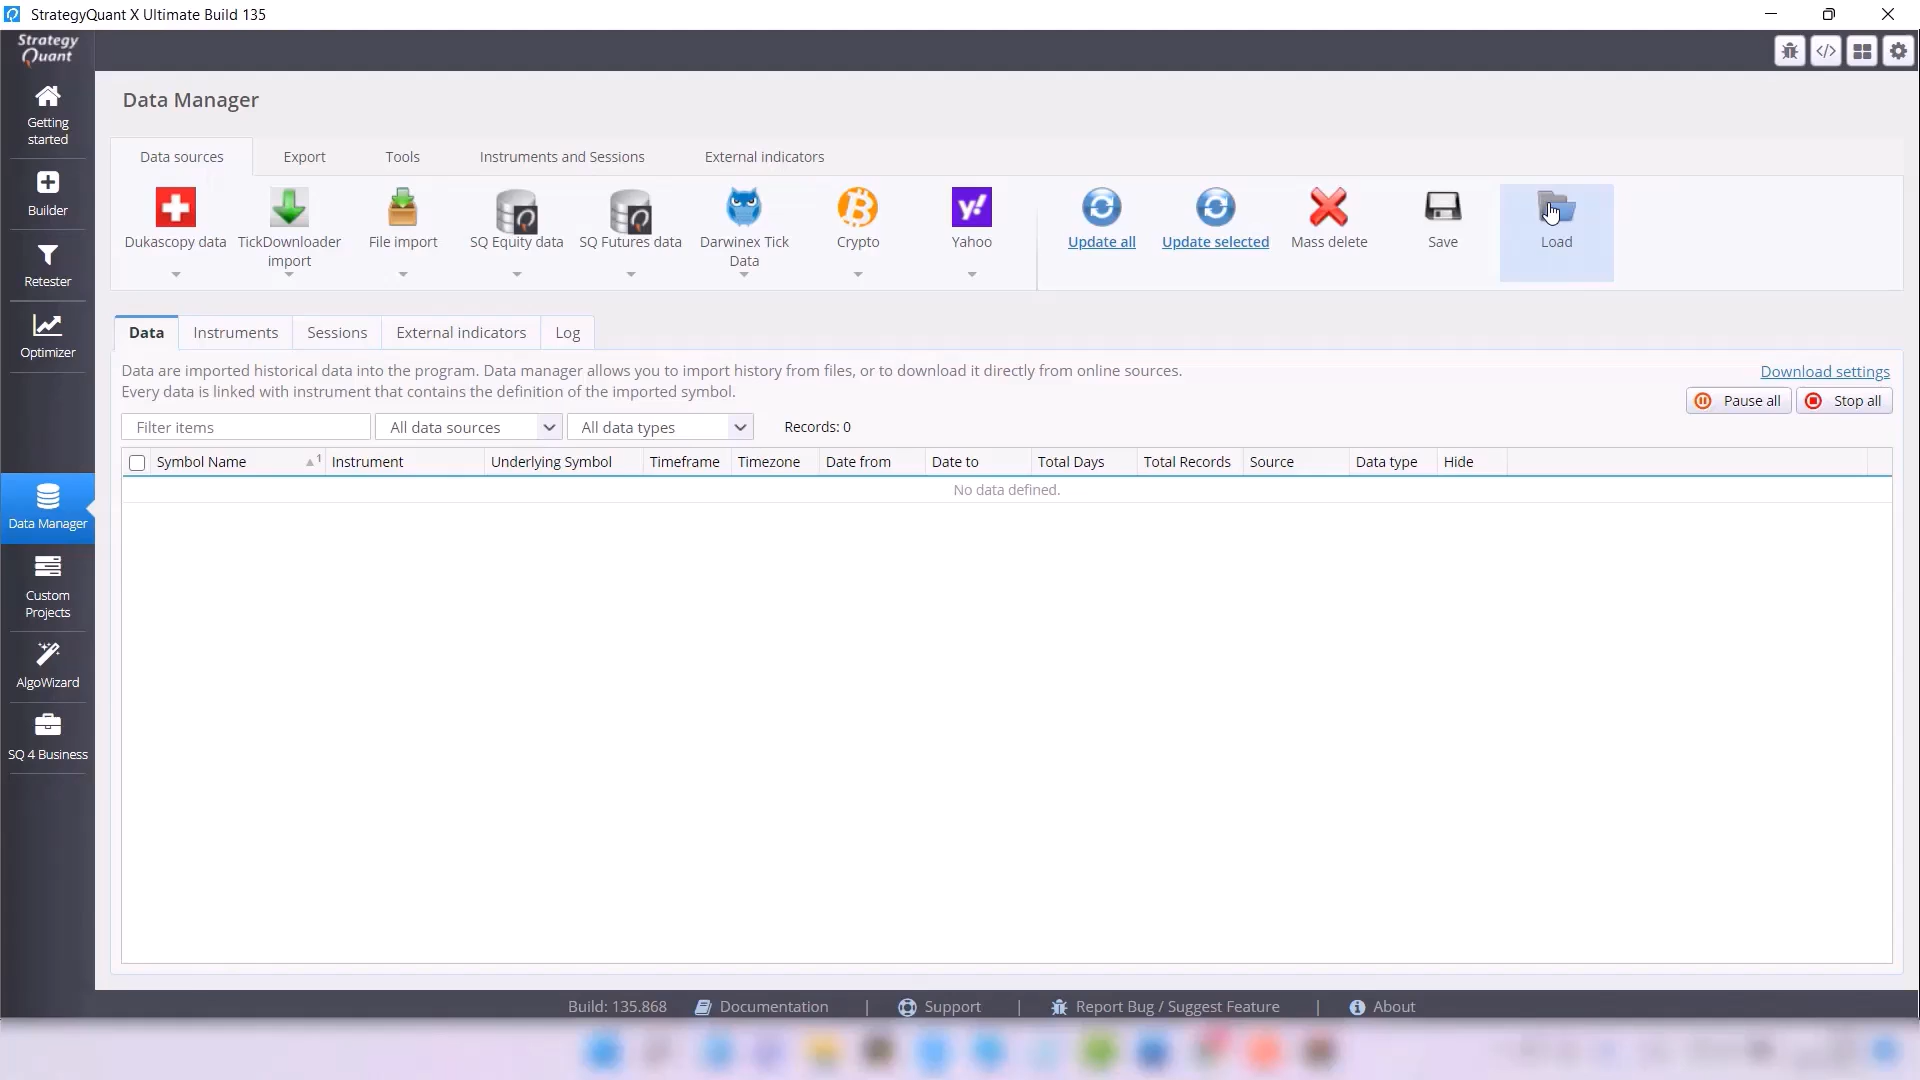 StrategyQuant X Ultimate Build 135
Strategy
Quant
Getting
started
Builder
Retester
Optimizer
Data Manager
Custom
Projects
AlgoWizard
SQ 4 Business
Data Manager
Data sources
Export
Tools
Instruments and Sessions
External indicators
Dukascopy data
TickDownloader
import
File import
SQ Equity data
SQ Futures data
Darwinex Tick
Data
Crypto
Yahoo
Update all
Update selected
Mass delete
Save
Load
Data
Instruments
Sessions
External indicators
Log
Data are imported historical data into the program. Data manager allows you to import history from files, or to download it directly from online sources.
Every data is linked with instrument that contains the definition of the imported symbol.
Download settings
Pause all
Stop all
Filter items
All data sources
All data types
Records: 0
Symbol Name
1
Instrument
Underlying Symbol
Timeframe
Timezone
Date from
Date to
Total Days
Total Records
Source
Data type
Hide
No data defined.
Build: 135.868
Documentation
|
Support
|
Report Bug / Suggest Feature
|
About